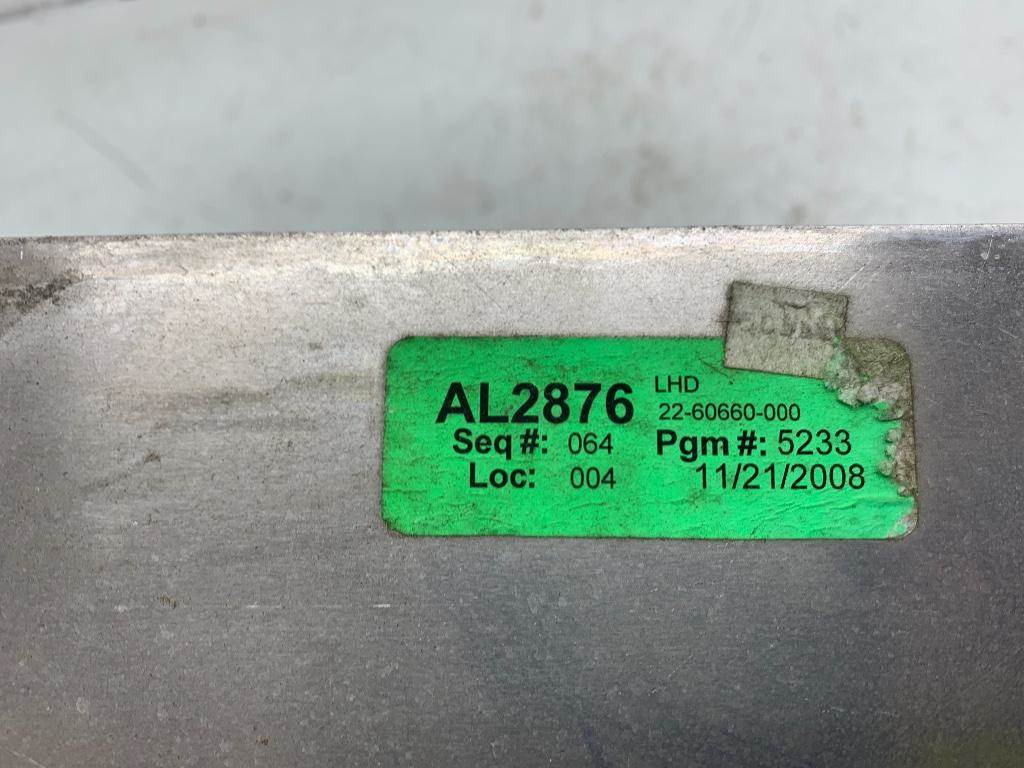 AL2876 LHD
22-60660-000
Seq #: 064 Pgm #: 5233
Loc: 004 11/21/2008